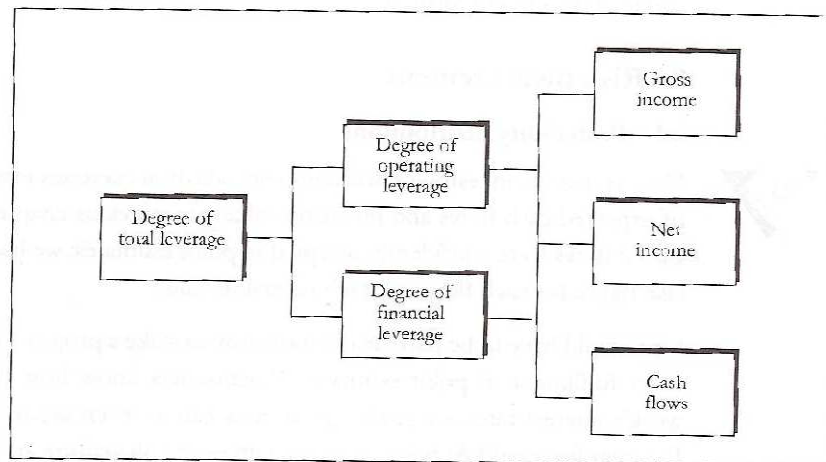 Degree of
total leverage
Degree of
operating
leverage
Degree of
financial
leverage
Gross
income
Net
income
Cash
flows